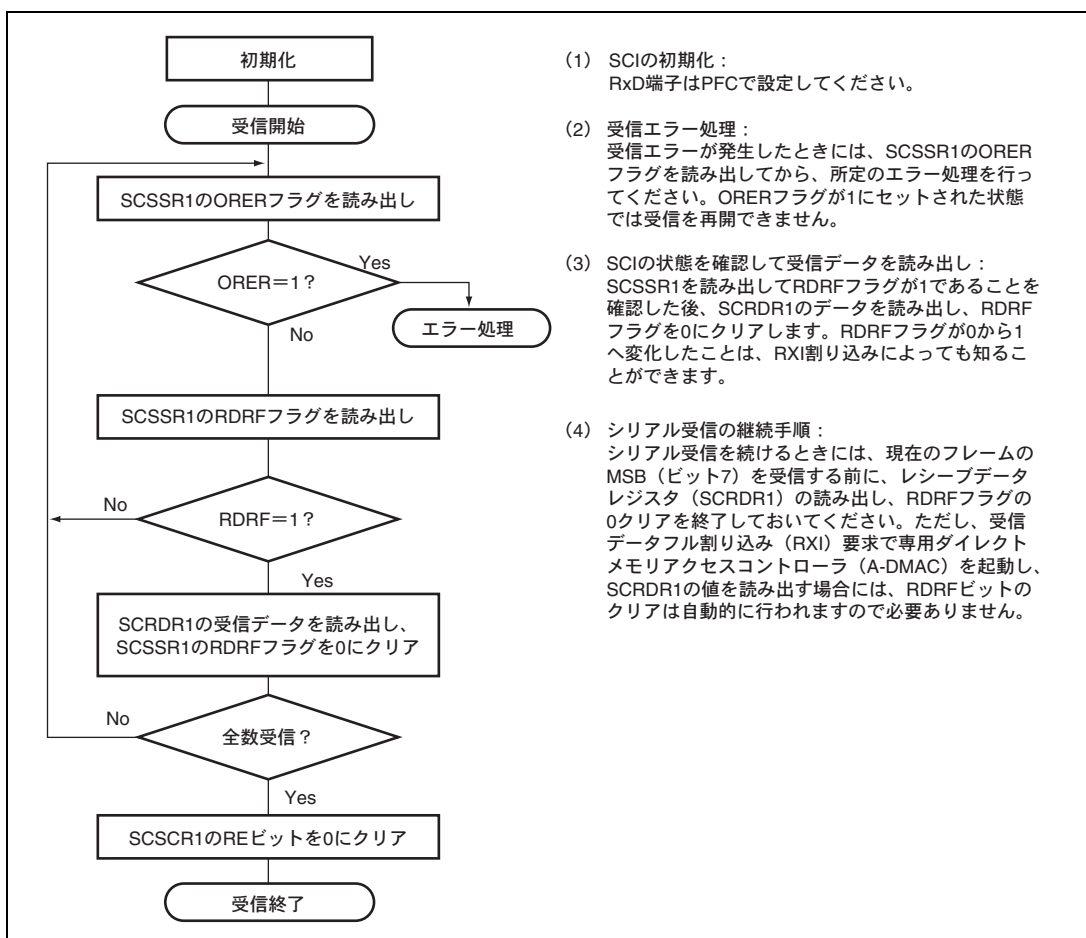 初期化
受信開始
SCSSR1のORERフラグを読み出し
ORER＝1？
Yes
No
エラー処理
SCSSR1のRDRFフラグを読み出し
No
RDRF＝1？
Yes
SCRDR1の受信データを読み出し、
SCSSR1のRDRFフラグを0にクリア
No
全数受信？
Yes
SCSCR1のREビットを0にクリア
受信終了
（1） SCIの初期化：
RxD端子はPFCで設定してください。
（2） 受信エラー処理：
受信エラーが発生したときには、SCSSR1のORER
フラグを読み出してから、所定のエラー処理を行っ
てください。ORERフラグが1にセットされた状態
では受信を再開できません。
（3） SCIの状態を確認して受信データを読み出し：
SCSSR1を読み出してRDRFフラグが1であることを
確認した後、SCRDR1のデータを読み出し、RDRF
フラグを0にクリアします。RDRFフラグが0から1
へ変化したことは、RXI割り込みによっても知るこ
とができます。
（4） シリアル受信の継続手順：
シリアル受信を続けるときには、現在のフレームの
MSB（ビット7）を受信する前に、レシーブデータ
レジスタ（SCRDR1）の読み出し、RDRFフラグの
0クリアを終了しておいてください。ただし、受信
データフル割り込み（RXI）要求で専用ダイレクト
メモリアクセスコントローラ（A-DMAC）を起動し、
SCRDR1の値を読み出す場合には、RDRFビットの
クリアは自動的に行われますので必要ありません。